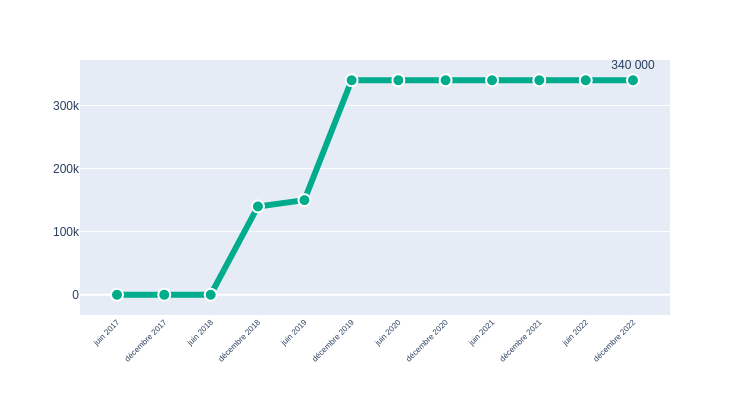 340 000
300k
200k
100k
0
juin 2017
décembre 2017
juin 2018
décembre 2018
juin 2019
décembre 2019
juin 2020
décembre 2020
juin 2021
décembre 2021
juin 2022
décembre 2022